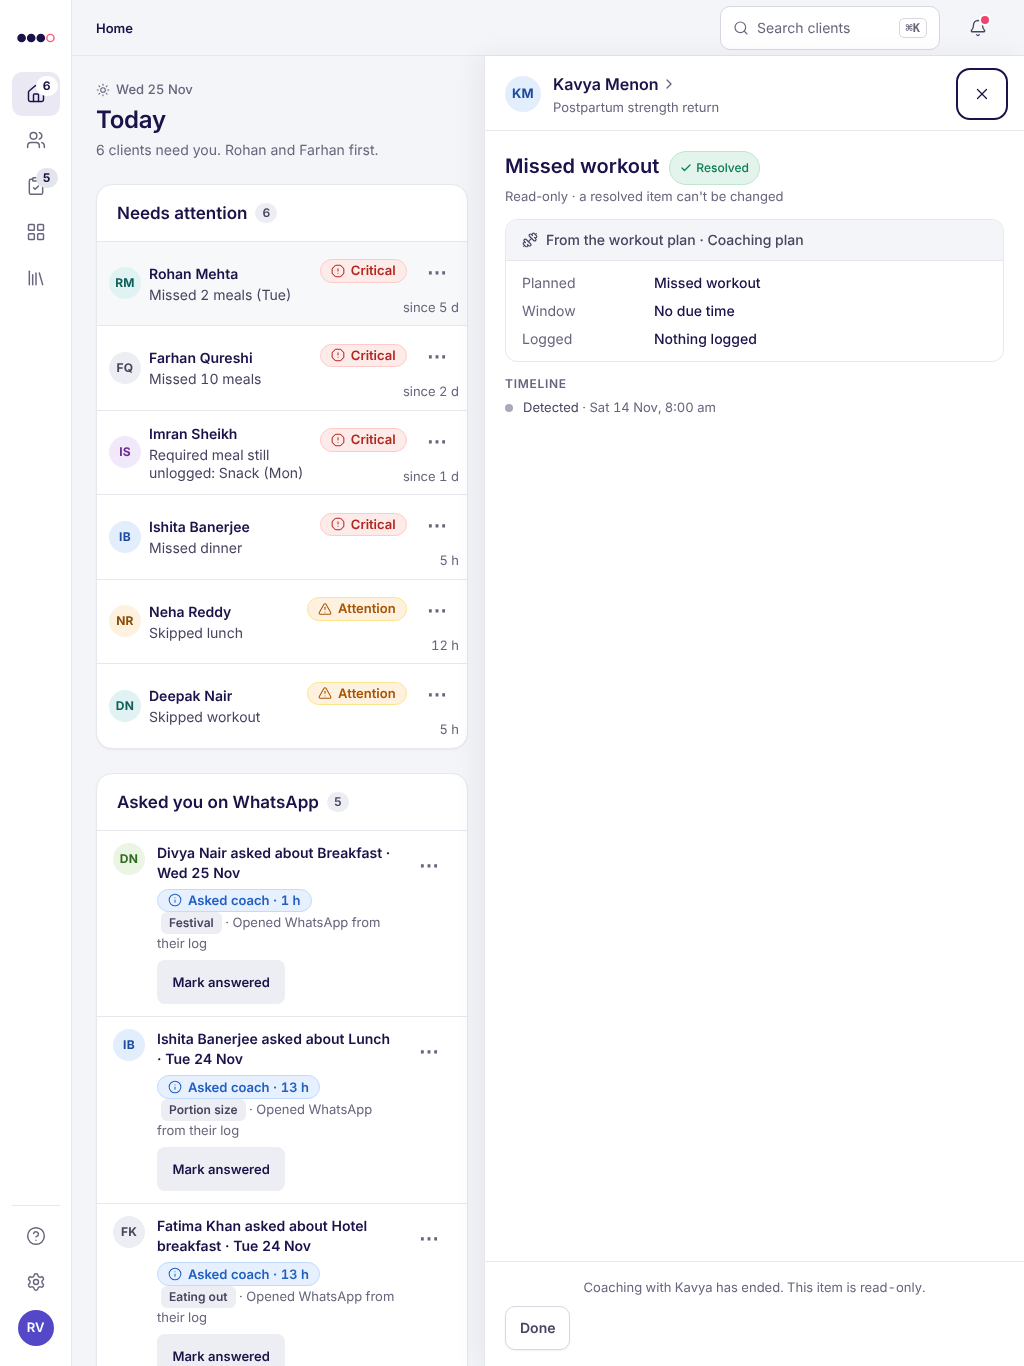 Home
Search clients
⌘K
6
5
Wed 25 Nov
Today
6 clients need you. Rohan and Farhan first.
Needs attention 6
RM
Rohan Mehta
Missed 2 meals (Tue)
Critical
since 5 d
FQ
Farhan Qureshi
Missed 10 meals
Critical
since 2 d
IS
Imran Sheikh
Required meal still
unlogged: Snack (Mon)
Critical
since 1 d
IB
Ishita Banerjee
Missed dinner
Critical
5 h
NR
Neha Reddy
Skipped lunch
Attention
12 h
DN
Deepak Nair
Skipped workout
Attention
5 h
Asked you on WhatsApp 5
DN
Divya Nair asked about Breakfast ·
Wed 25 Nov
Asked coach · 1 h
Festival · Opened WhatsApp from
their log
Mark answered
IB
Ishita Banerjee asked about Lunch
· Tue 24 Nov
Asked coach · 13 h
Portion size · Opened WhatsApp
from their log
Mark answered
FK
Fatima Khan asked about Hotel
breakfast · Tue 24 Nov
Asked coach · 13 h
Eating out · Opened WhatsApp from
their log
Mark answered
RV
KM
Kavya Menon
Postpartum strength return
Missed workout
Resolved
Read-only · a resolved item can't be changed
From the workout plan · Coaching plan
Planned Missed workout
Window No due time
Logged Nothing logged
TIMELINE
Detected · Sat 14 Nov, 8:00 am
Coaching with Kavya has ended. This item is read-only.
Done